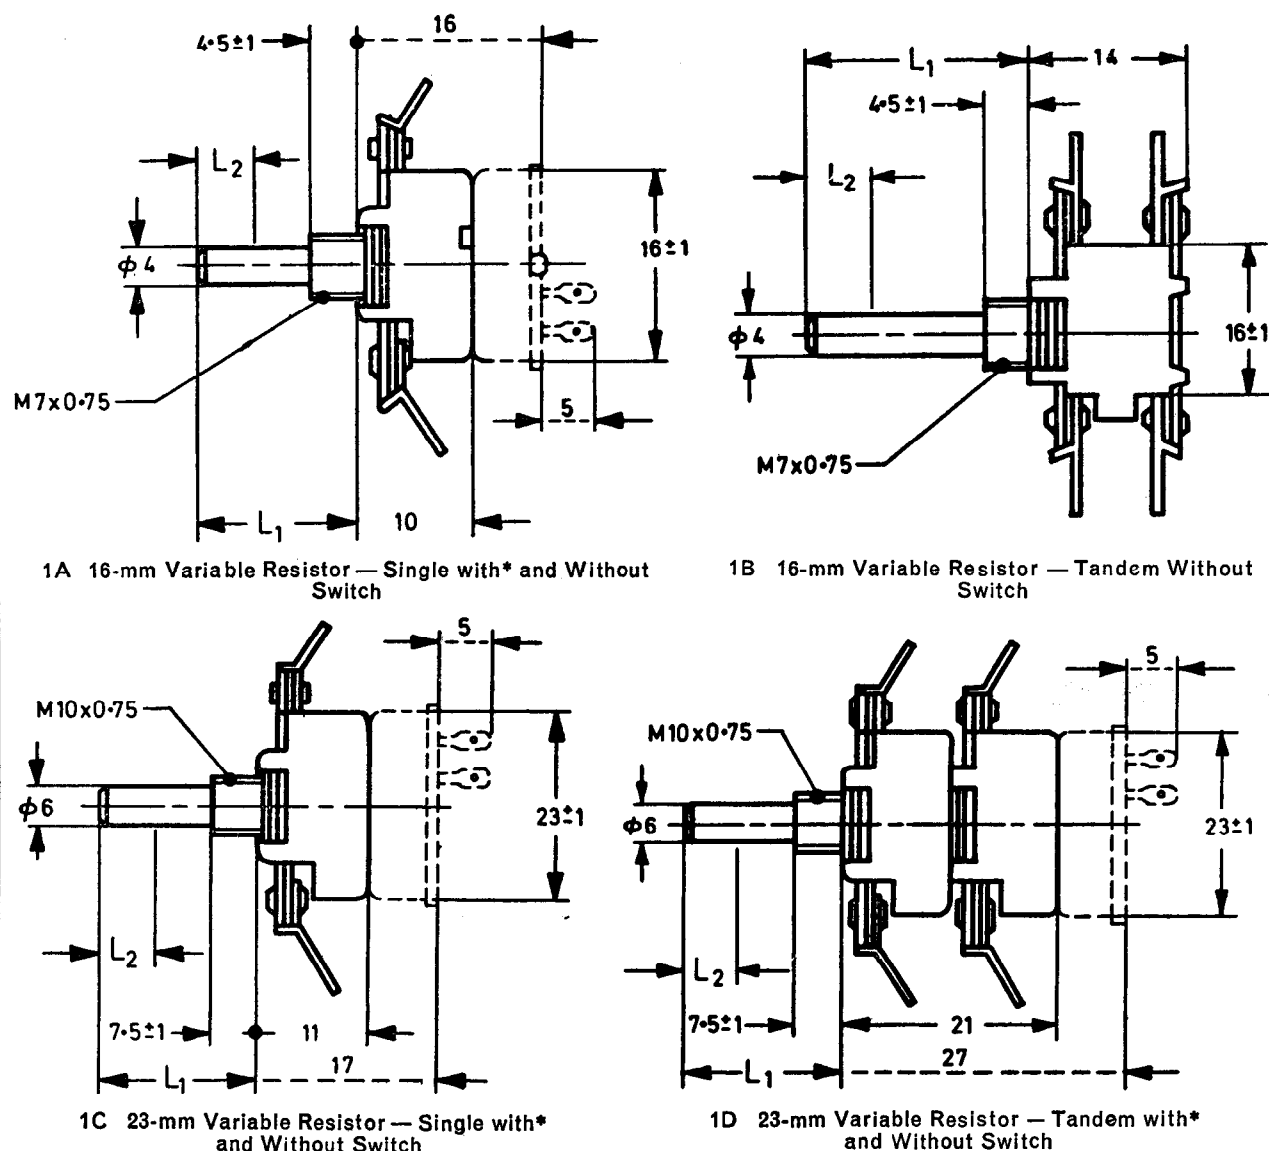 16
4·5±1
L2
φ 4
16±1
M7x0·75
5
L1
10
1A 16-mm Variable Resistor — Single with* and Without
Switch
L1
14
4·5±1
L2
φ 4
16±1
M7x0·75
1B 16-mm Variable Resistor — Tandem Without
Switch
5
M10x0·75
φ6
23±1
L2
7·5±1
11
17
L1
1C 23-mm Variable Resistor — Single with*
and Without Switch
5
M10x0·75
φ6
23±1
L2
7·5±1
21
27
L1
1D 23-mm Variable Resistor — Tandem with*
and Without Switch